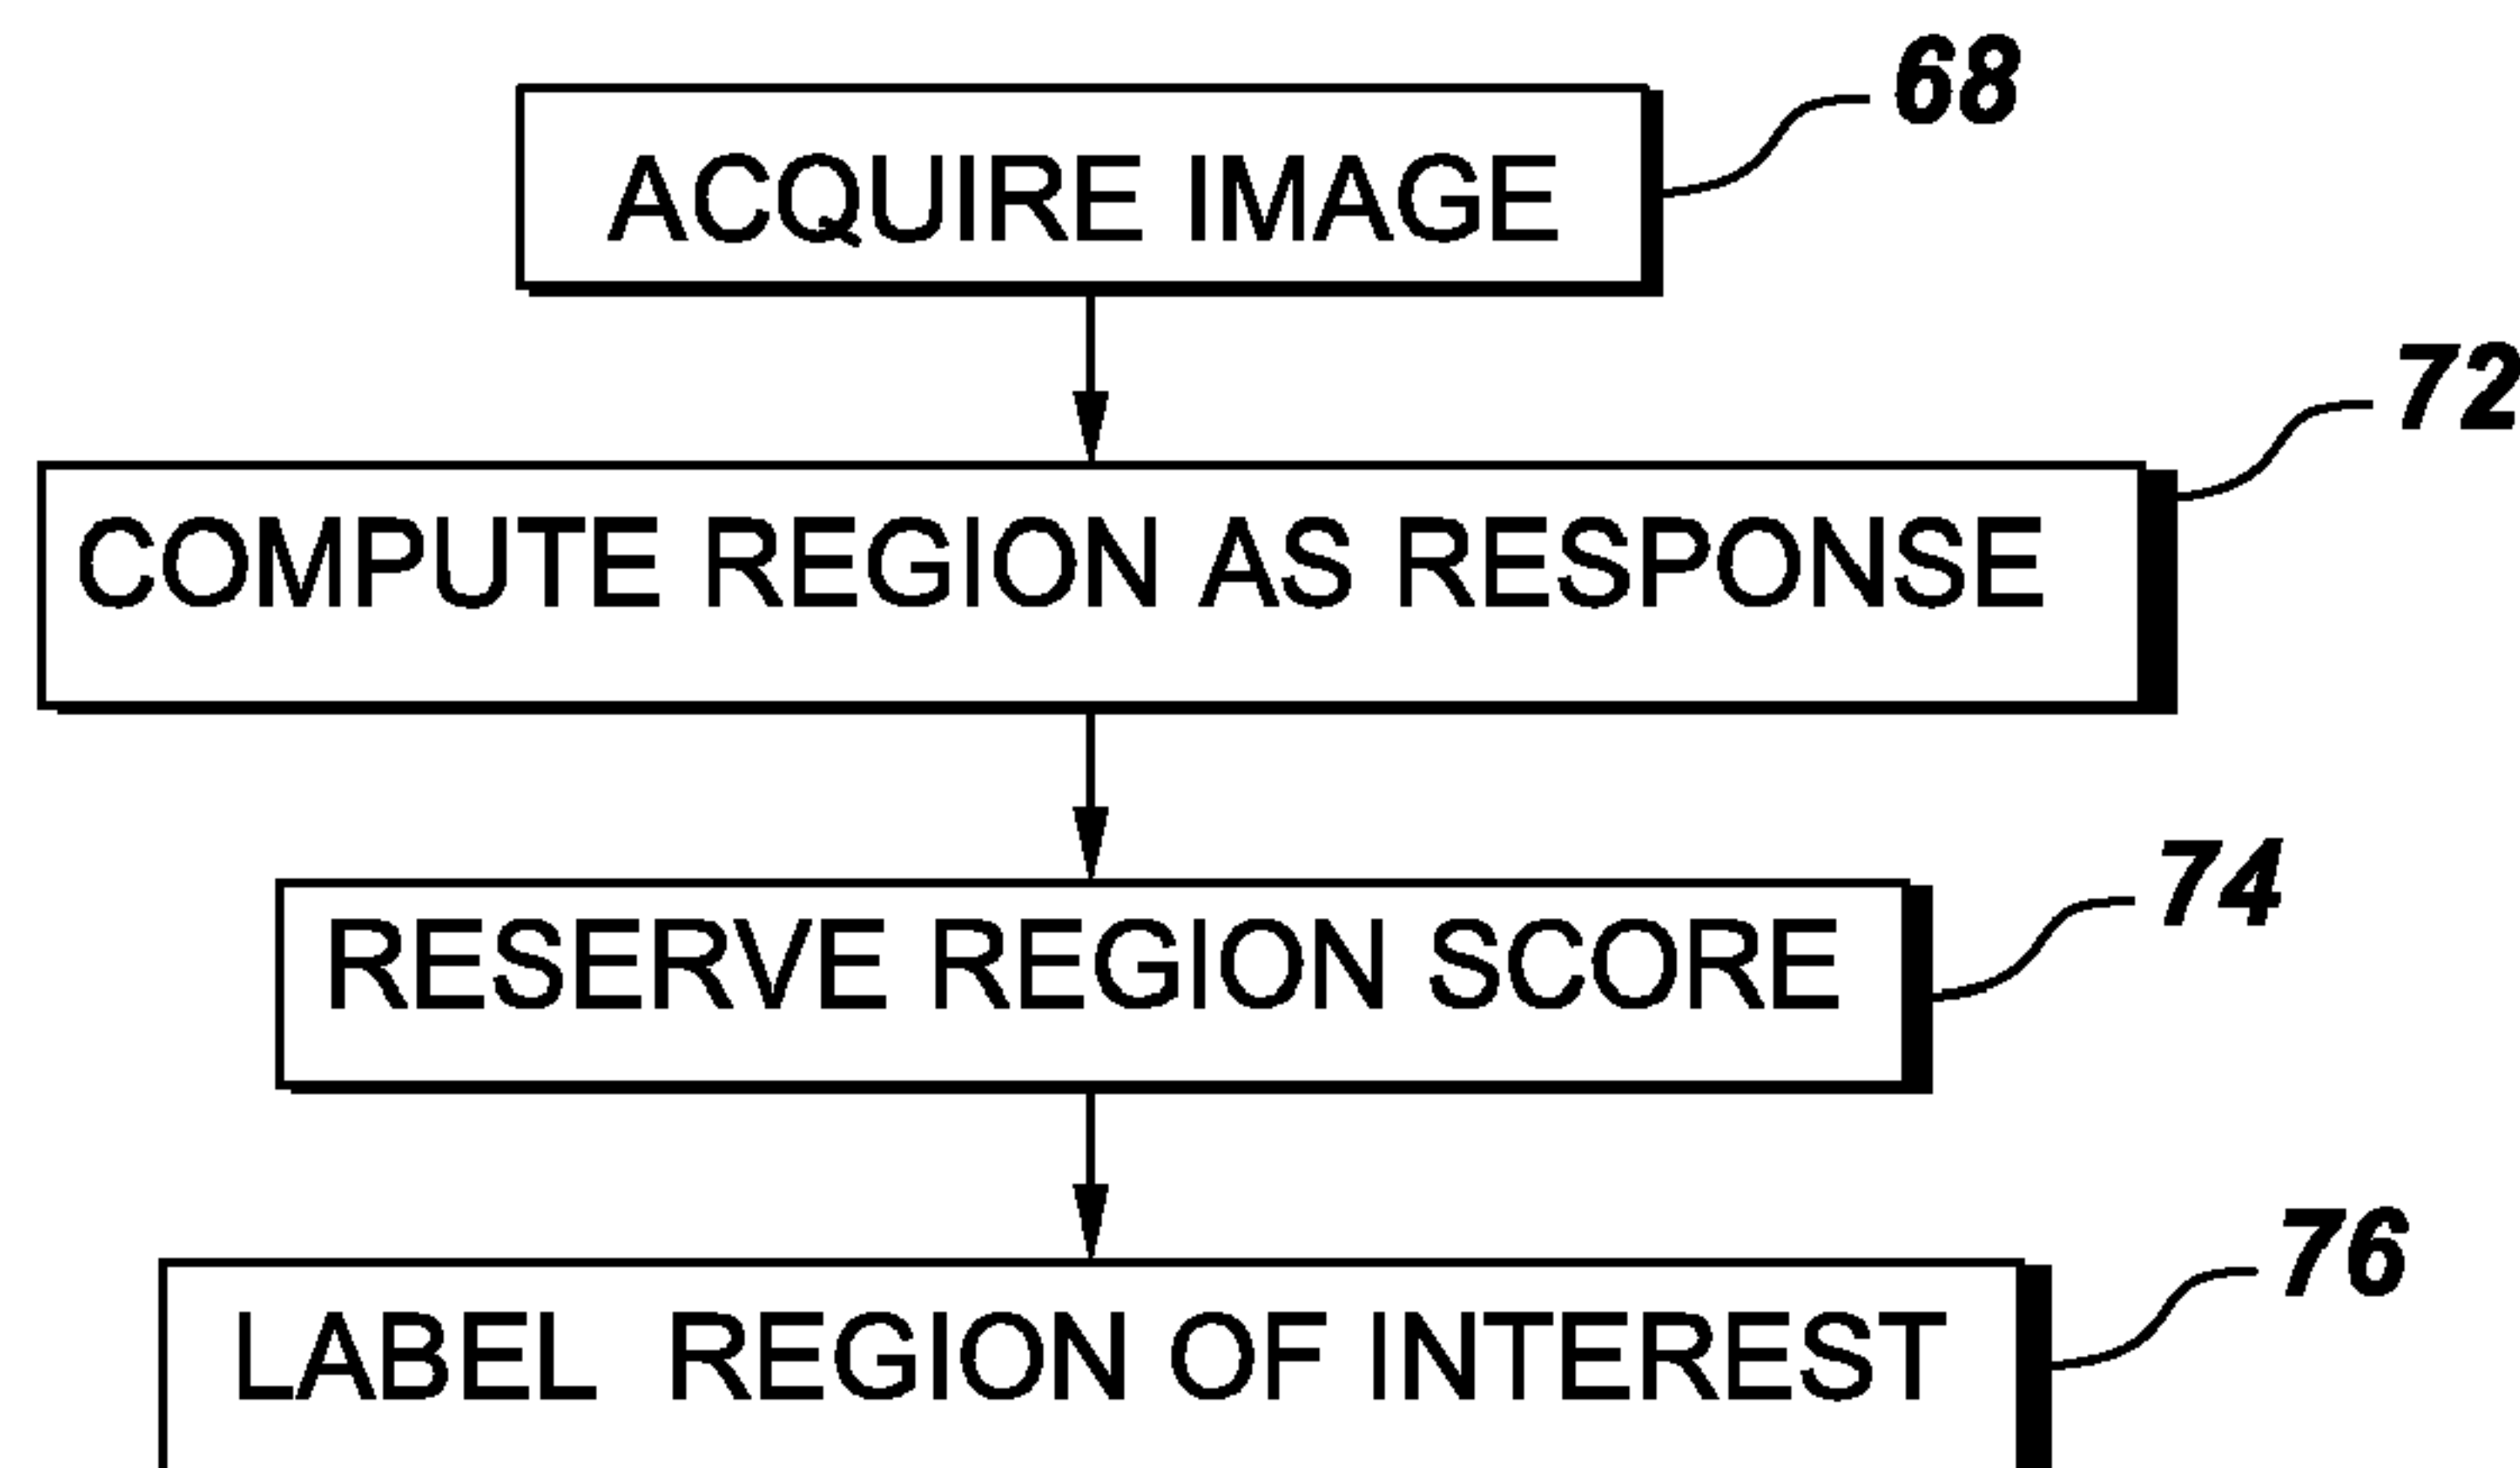 68
ACQUIRE IMAGE
72
COMPUTE REGION AS RESPONSE
74
RESERVE REGION SCORE
76
LABEL REGION OF INTEREST